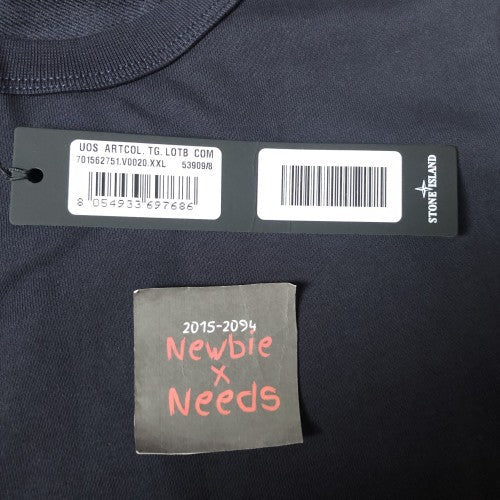 UOS ARTCOL.TG.LOTB COM
701562751.V0020.XXL 53909/8
8 054933 697686
STONE ISLAND
2015-2094
Newbie
x
Needs